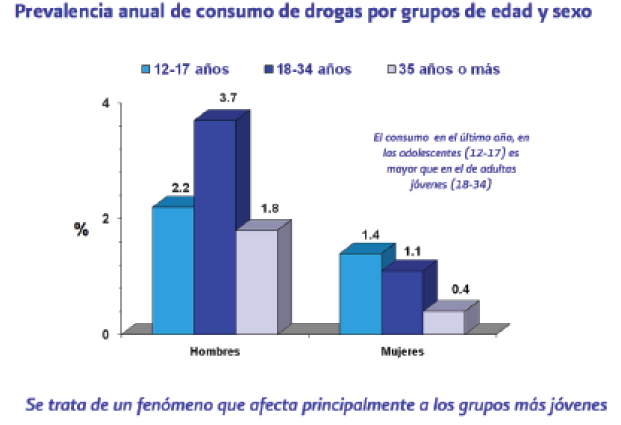 Prevalencia anual de consumo de drogas por grupos de edad y sexo
12-17 años 18-34 años 35 años o más
4
3.7
El consumo en el último año, en
las adolescentes (12-17) es
mayor que en el de adultas
jóvenes (18-34)
2.2
1.8
%
2
1.4
1.1
0.4
0
Hombres Mujeres
Se trata de un fenómeno que afecta principalmente a los grupos más jóvenes